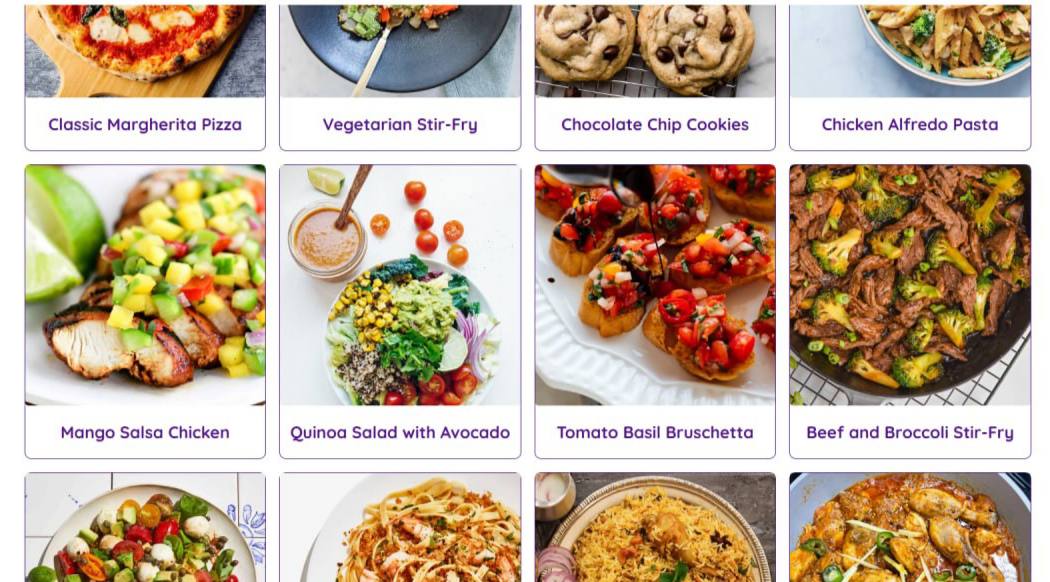 Classic Margherita Pizza
Vegetarian Stir-Fry
Chocolate Chip Cookies
Chicken Alfredo Pasta
Mango Salsa Chicken
Quinoa Salad with Avocado
Tomato Basil Bruschetta
Beef and Broccoli Stir-Fry